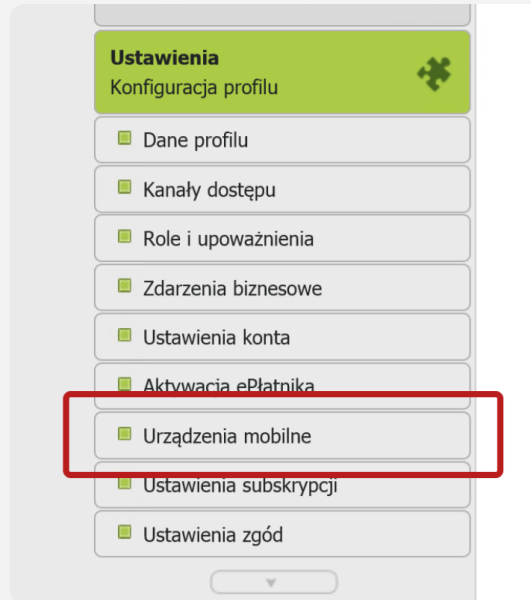 Ustawienia
Konfiguracja profilu
Dane profilu
Kanały dostępu
Role i upoważnienia
Zdarzenia biznesowe
Ustawienia konta
Aktywacja ePłatnika
Urządzenia mobilne
Ustawienia subskrypcji
Ustawienia zgód